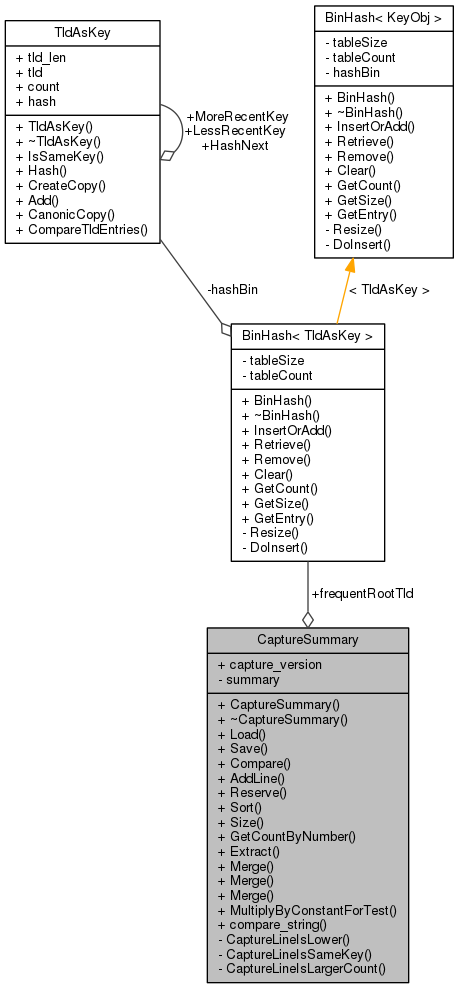 TldAsKey
+ tld_len
+ tld
+ count
+ hash
+ TldAsKey()
+ ~TldAsKey()
+ IsSameKey()
+ Hash()
+ CreateCopy()
+ Add()
+ CanonicCopy()
+ CompareTldEntries()
+MoreRecentKey
+LessRecentKey
+HashNext
BinHash< KeyObj >
- tableSize
- tableCount
- hashBin
+ BinHash()
+ ~BinHash()
+ InsertOrAdd()
+ Retrieve()
+ Remove()
+ Clear()
+ GetCount()
+ GetSize()
+ GetEntry()
- Resize()
- DoInsert()
-hashBin
< TldAsKey >
BinHash< TldAsKey >
- tableSize
- tableCount
+ BinHash()
+ ~BinHash()
+ InsertOrAdd()
+ Retrieve()
+ Remove()
+ Clear()
+ GetCount()
+ GetSize()
+ GetEntry()
- Resize()
- DoInsert()
+frequentRootTld
CaptureSummary
+ capture_version
- summary
+ CaptureSummary()
+ ~CaptureSummary()
+ Load()
+ Save()
+ Compare()
+ AddLine()
+ Reserve()
+ Sort()
+ Size()
+ GetCountByNumber()
+ Extract()
+ Merge()
+ Merge()
+ Merge()
+ MultiplyByConstantForTest()
+ compare_string()
- CaptureLineIsLower()
- CaptureLineIsSameKey()
- CaptureLineIsLargerCount()